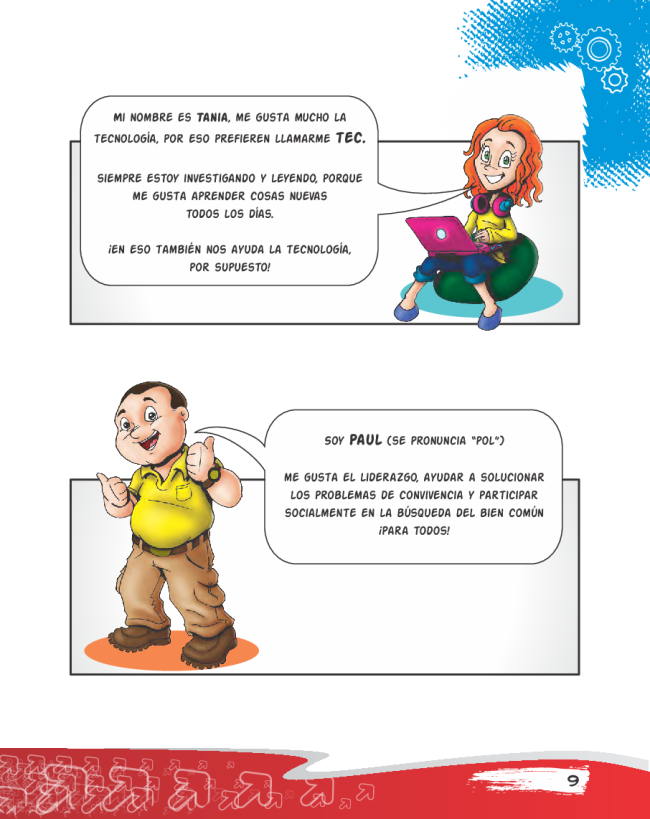 MI NOMBRE ES TANIA, ME GUSTA MUCHO LA
TECNOLOGÍA, POR ESO PREFIEREN LLAMARME TEC.
SIEMPRE ESTOY INVESTIGANDO Y LEYENDO, PORQUE
ME GUSTA APRENDER COSAS NUEVAS
TODOS LOS DÍAS.
¡EN ESO TAMBIÉN NOS AYUDA LA TECNOLOGÍA,
POR SUPUESTO!
SOY PAUL (SE PRONUNCIA "POL")
ME GUSTA EL LIDERAZGO, AYUDAR A SOLUCIONAR
LOS PROBLEMAS DE CONVIVENCIA Y PARTICIPAR
SOCIALMENTE EN LA BÚSQUEDA DEL BIEN COMÚN
¡PARA TODOS!
9